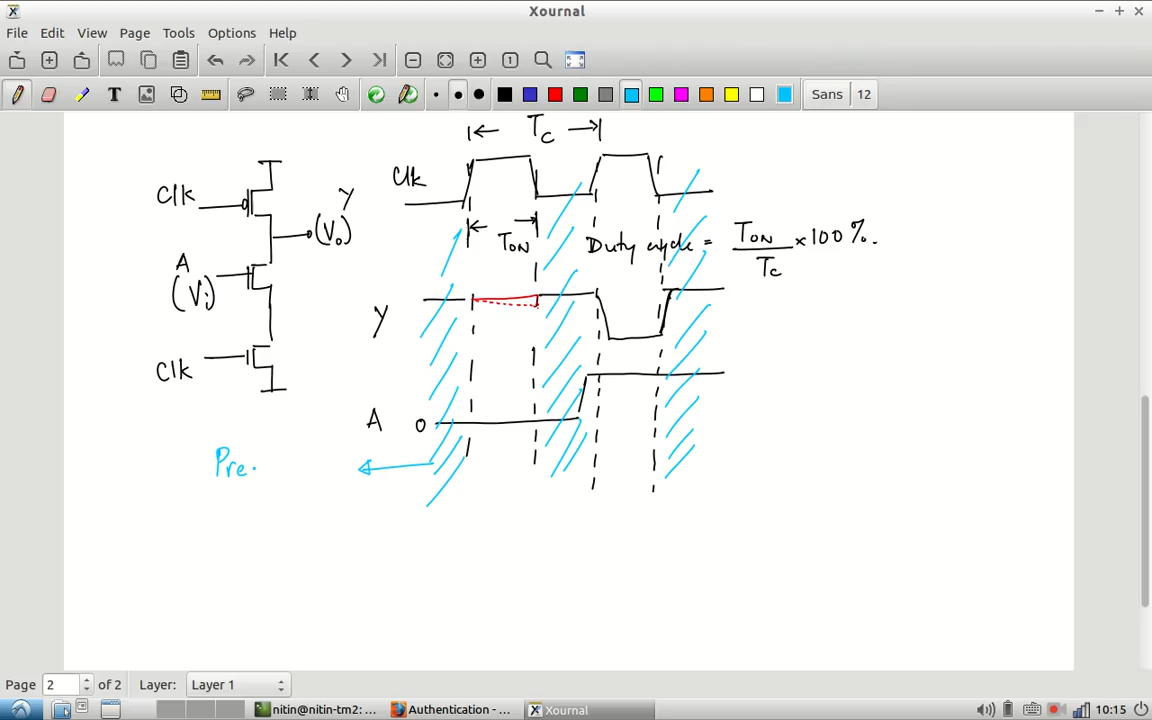 Xournal
File Edit View Page Tools Options Help
Sans 12
Tc
Clk
Clk
Y
(Vo)
TON
Duty cycle = TON / Tc × 100 %.
A
(Vi)
Y
Clk
A 0
Pre.
Page 2 of 2 Layer: Layer 1
nitin@nitin-tm2: ... Authentication - ... Xournal 10:15